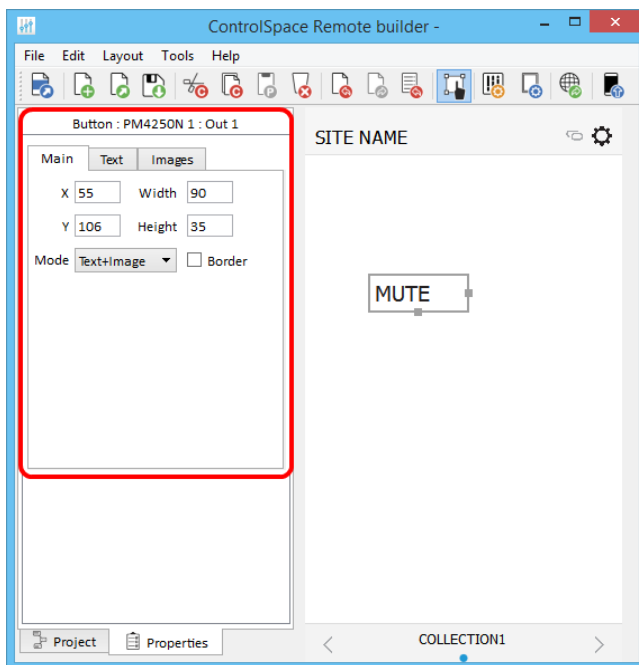 ControlSpace Remote builder -
File Edit Layout Tools Help
Button : PM4250N 1 : Out 1
Main Text Images
X 55 Width 90
Y 106 Height 35
Mode Text+Image Border
Project Properties
SITE NAME
MUTE
< COLLECTION1 >